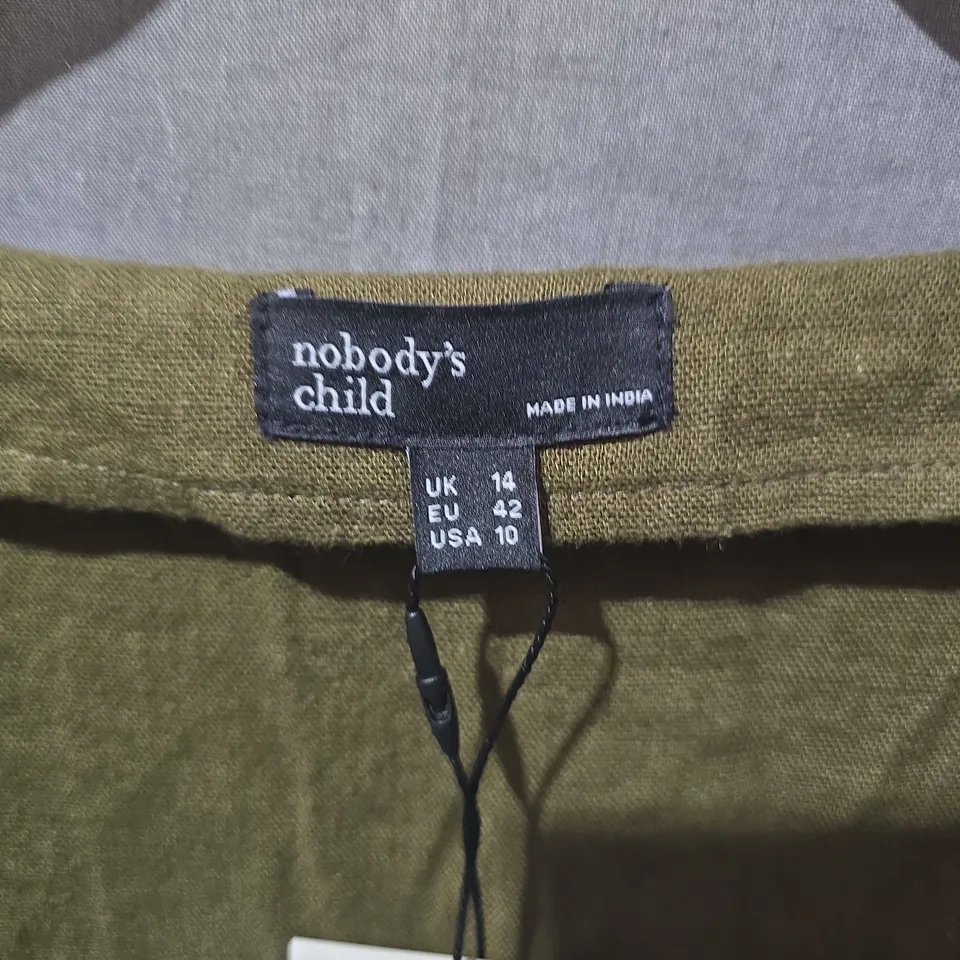 nobody's
child
MADE IN INDIA
UK 14
EU 42
USA 10